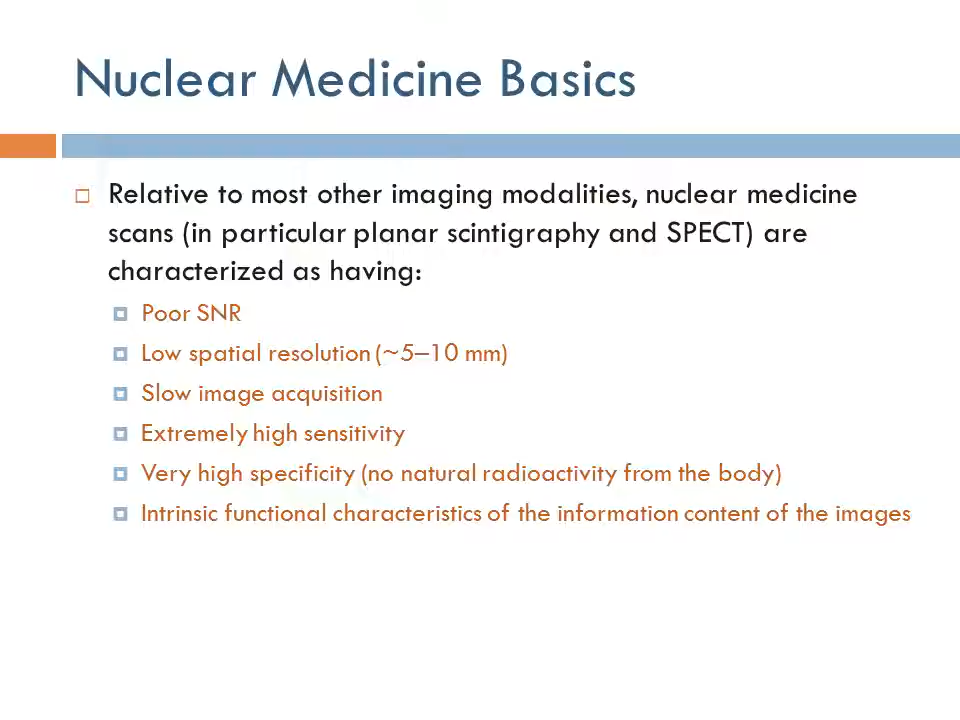 Nuclear Medicine Basics
Relative to most other imaging modalities, nuclear medicine
scans (in particular planar scintigraphy and SPECT) are
characterized as having:
Poor SNR
Low spatial resolution (~5–10 mm)
Slow image acquisition
Extremely high sensitivity
Very high specificity (no natural radioactivity from the body)
Intrinsic functional characteristics of the information content of the images